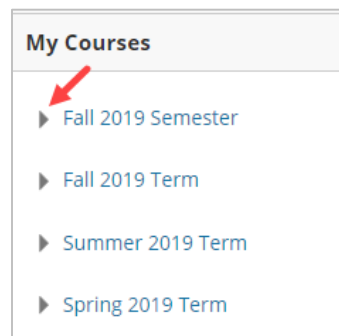 My Courses
Fall 2019 Semester
Fall 2019 Term
Summer 2019 Term
Spring 2019 Term